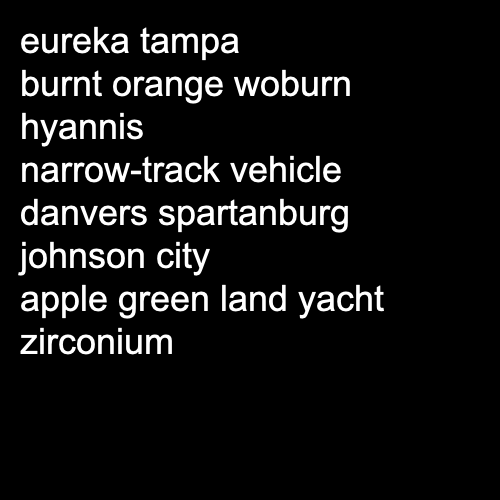 eureka tampa
burnt orange woburn
hyannis
narrow-track vehicle
danvers spartanburg
johnson city
apple green land yacht
zirconium